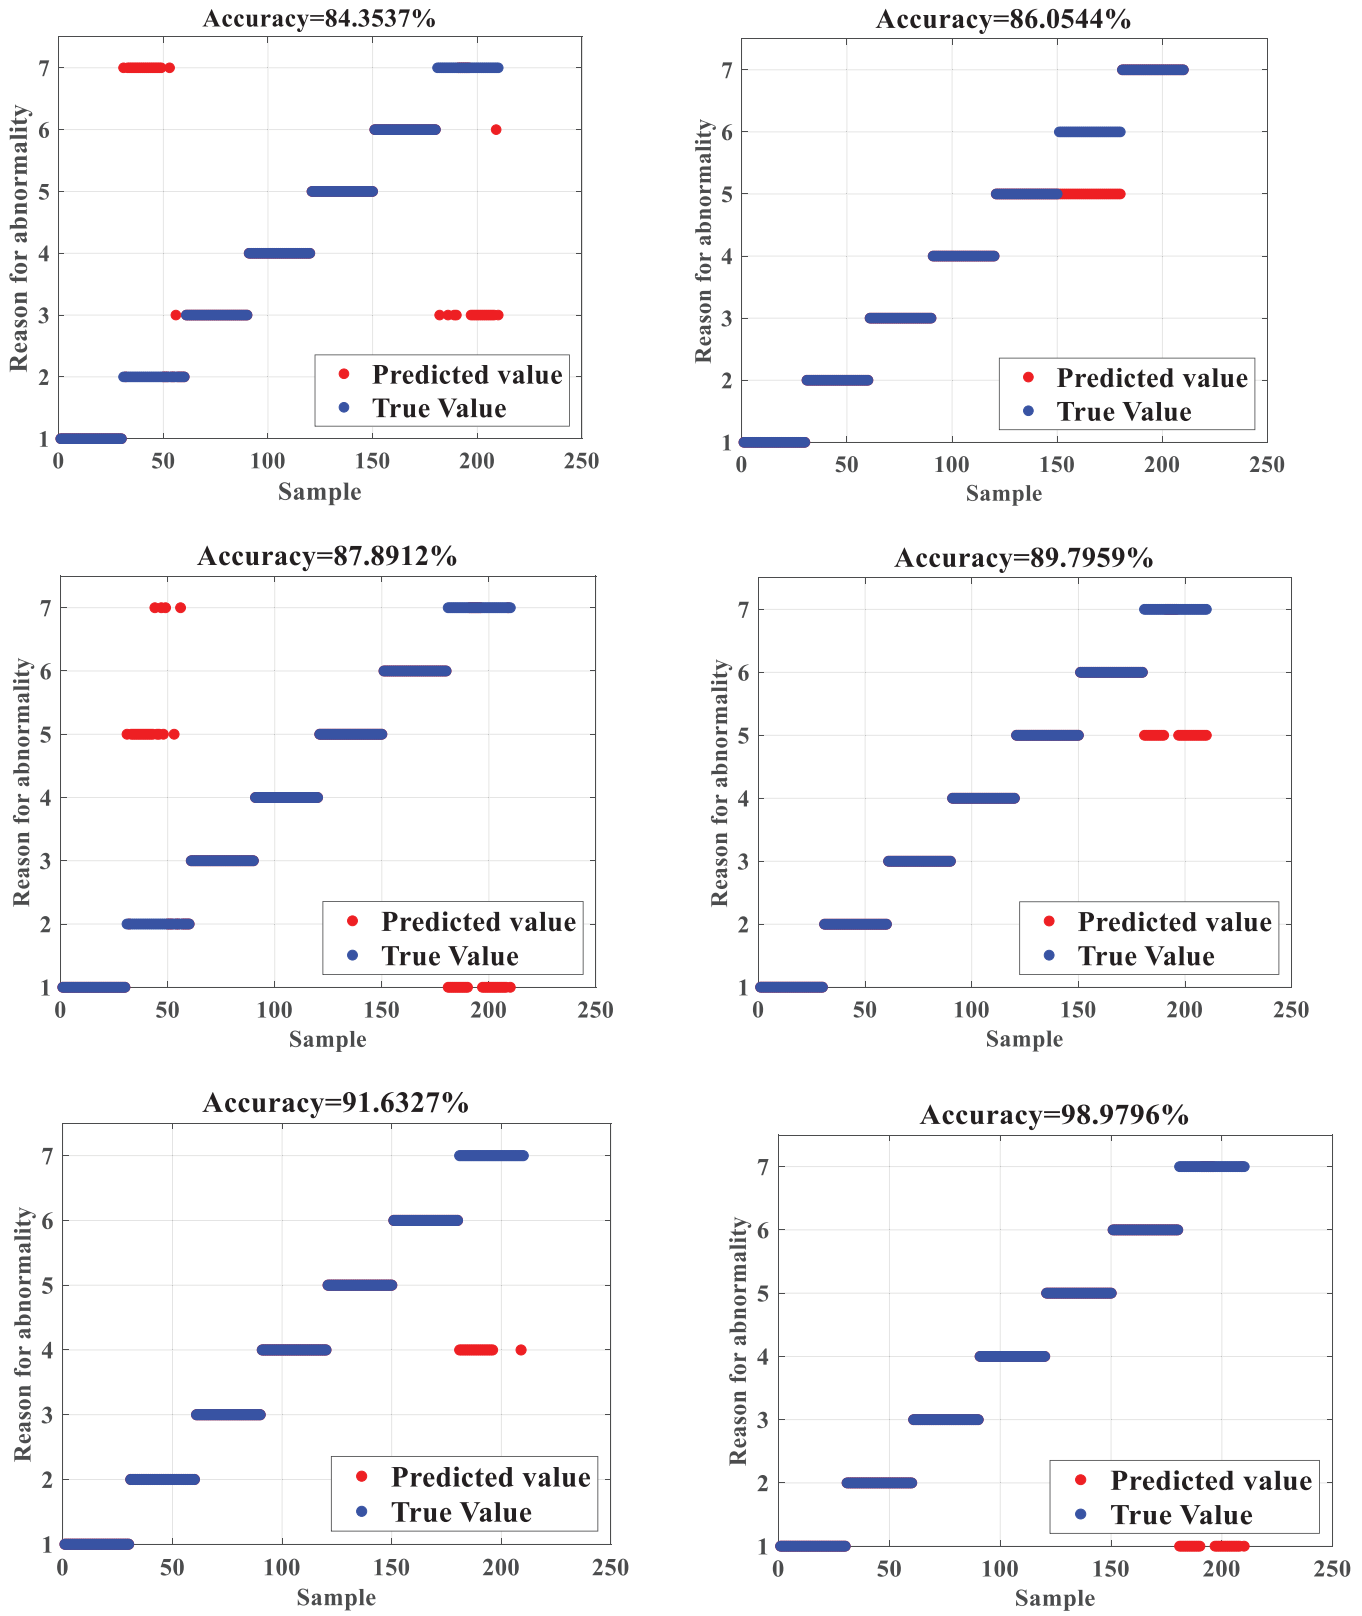 Accuracy=84.3537%
Reason for abnormality
7
6
5
4
3
2
1
Predicted value
True Value
0 50 100 150 200 250
Sample
Accuracy=86.0544%
Reason for abnormality
7
6
5
4
3
2
1
Predicted value
True Value
0 50 100 150 200 250
Sample
Accuracy=87.8912%
Reason for abnormality
7
6
5
4
3
2
1
Predicted value
True Value
0 50 100 150 200 250
Sample
Accuracy=89.7959%
Reason for abnormality
7
6
5
4
3
2
1
Predicted value
True Value
0 50 100 150 200 250
Sample
Accuracy=91.6327%
Reason for abnormality
7
6
5
4
3
2
1
Predicted value
True Value
0 50 100 150 200 250
Sample
Accuracy=98.9796%
Reason for abnormality
7
6
5
4
3
2
1
Predicted value
True Value
0 50 100 150 200 250
Sample